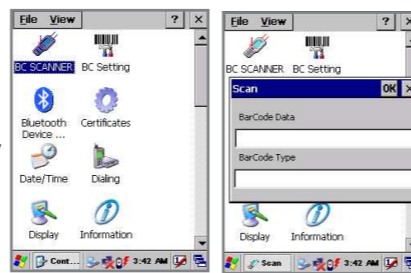 File View ? ×
BC SCANNER BC Setting
Bluetooth Device ... Certificates
Date/Time Dialing
Display Information
Cont... 3:42 AM
File View ? ×
BC SCANNER BC Setting
Scan OK ×
BarCode Data
BarCode Type
Display Information
Scan 3:42 AM